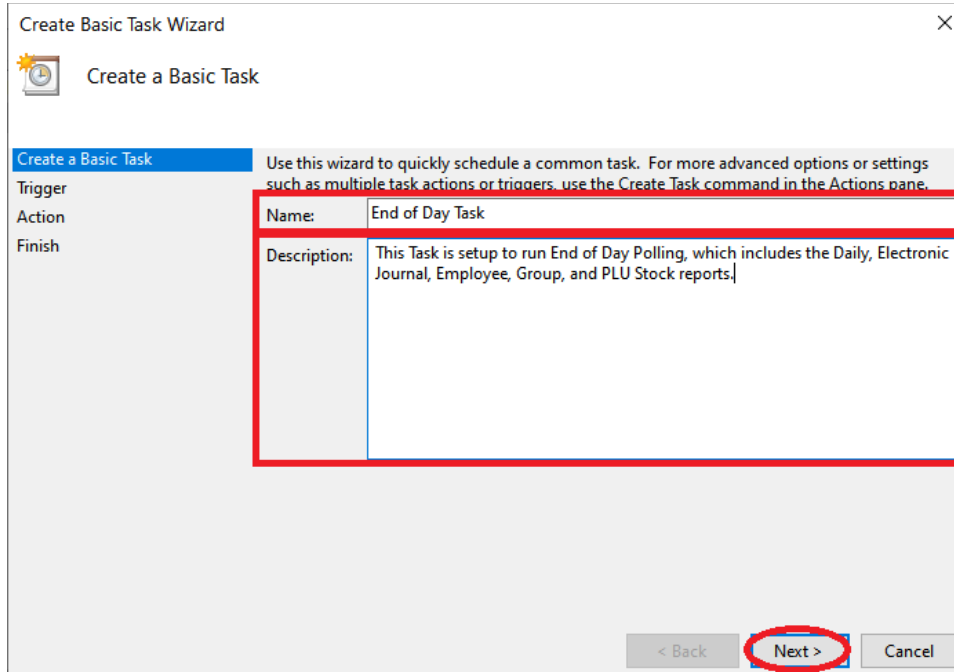 Create Basic Task Wizard
Create a Basic Task
Create a Basic Task
Use this wizard to quickly schedule a common task. For more advanced options or settings
such as multiple task actions or triggers, use the Create Task command in the Actions pane.
Trigger
Action
Finish
Name:
End of Day Task
Description:
This Task is setup to run End of Day Polling, which includes the Daily, Electronic
Journal, Employee, Group, and PLU Stock reports.
< Back
Next >
Cancel